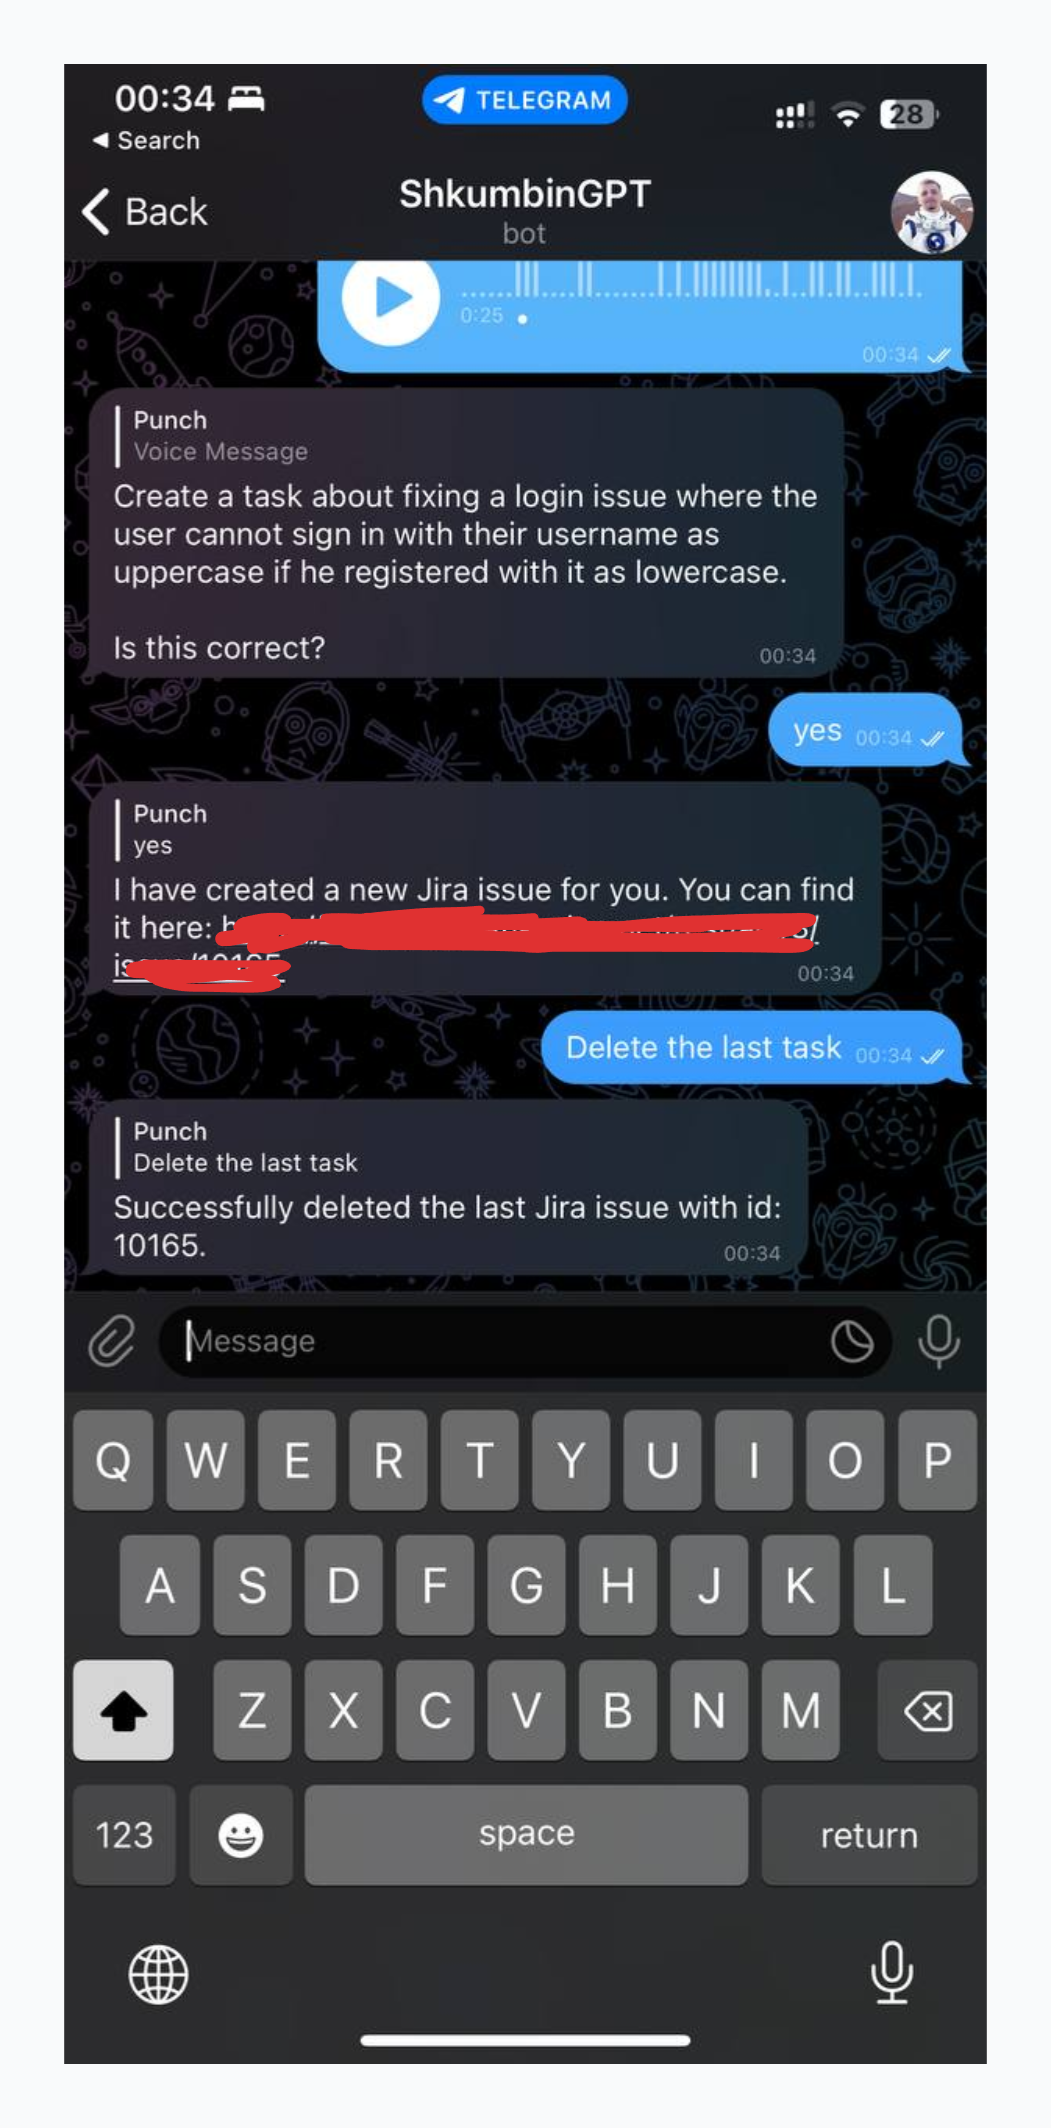 00:34
TELEGRAM
28
Search
Back
ShkumbinGPT
bot
0:25
00:34
Punch
Voice Message
Create a task about fixing a login issue where the
user cannot sign in with their username as
uppercase if he registered with it as lowercase.
Is this correct?
00:34
yes 00:34
Punch
yes
I have created a new Jira issue for you. You can find
it here:
00:34
Delete the last task 00:34
Punch
Delete the last task
Successfully deleted the last Jira issue with id:
10165.
00:34
Message
Q W E R T Y U I O P
A S D F G H J K L
Z X C V B N M
123 space return